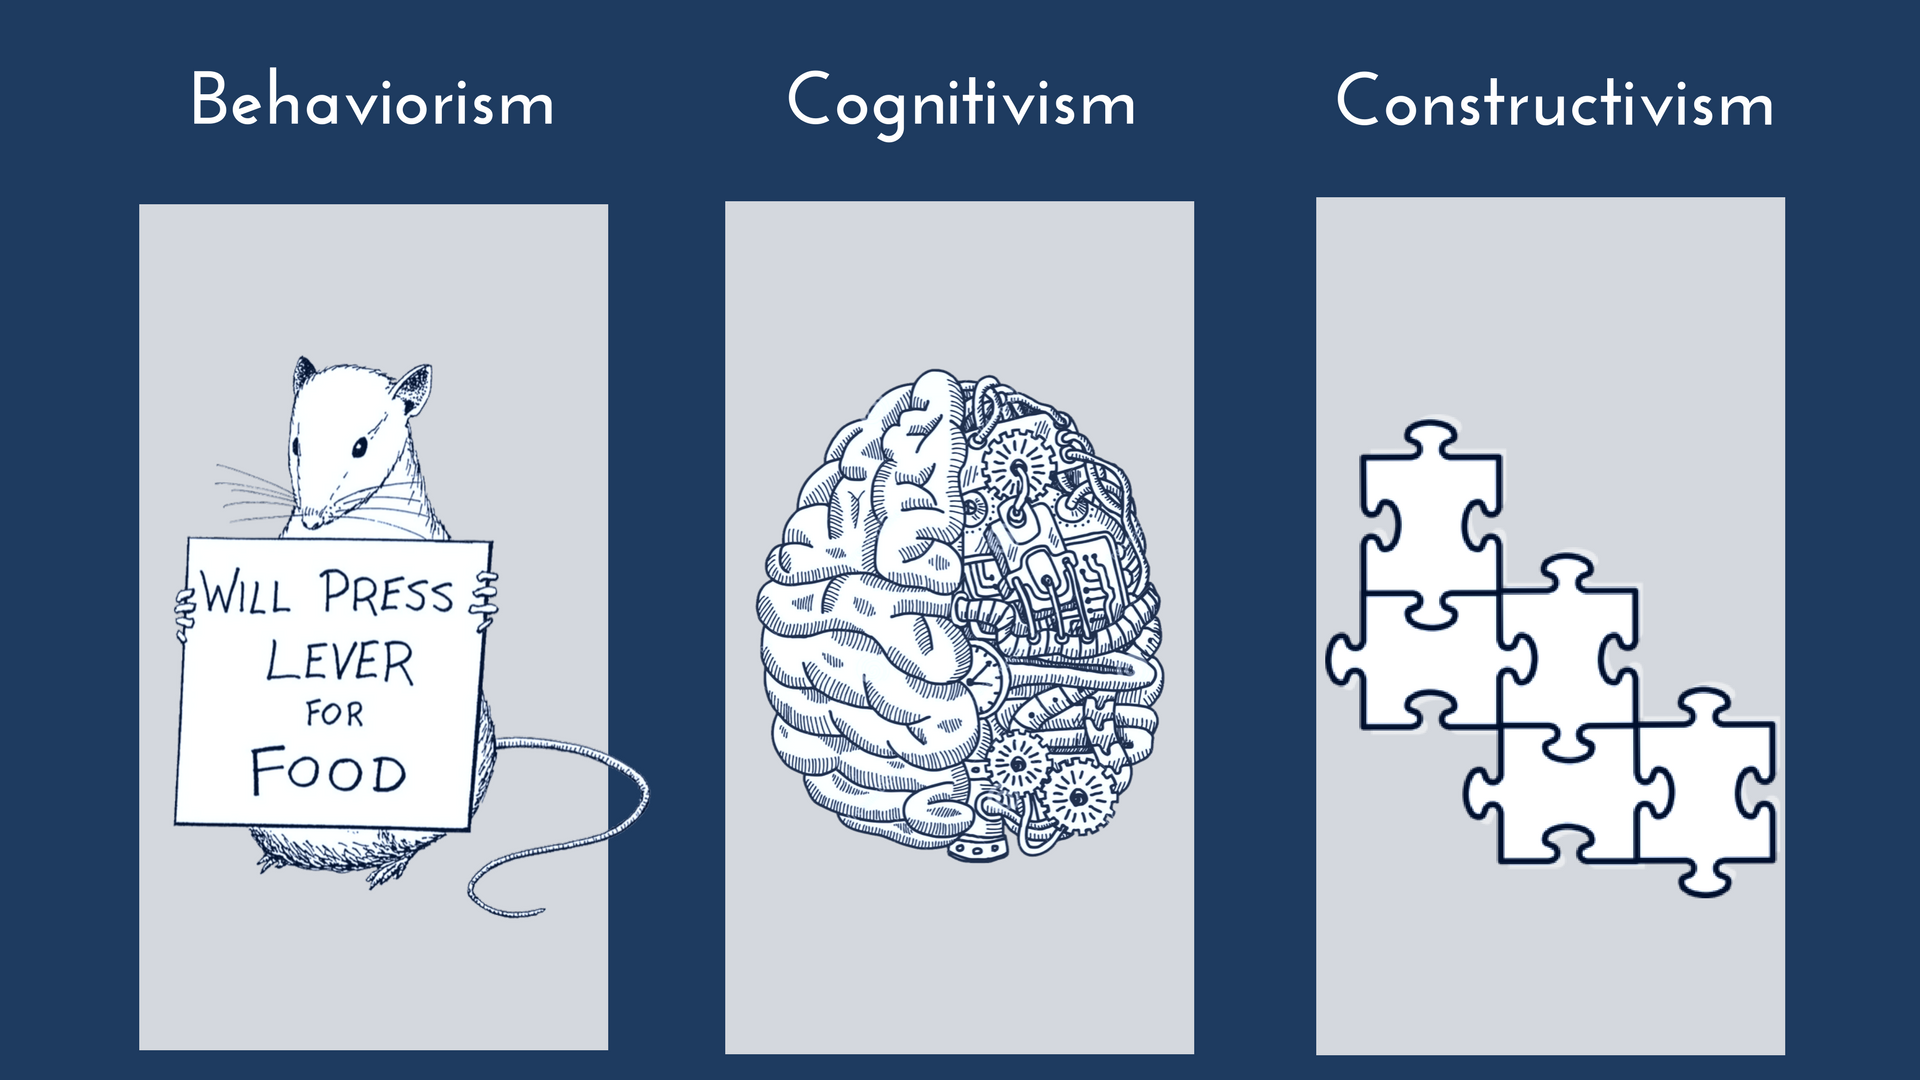 Behaviorism
Cognitivism
Constructivism
WILL PRESS
LEVER
FOR
FOOD